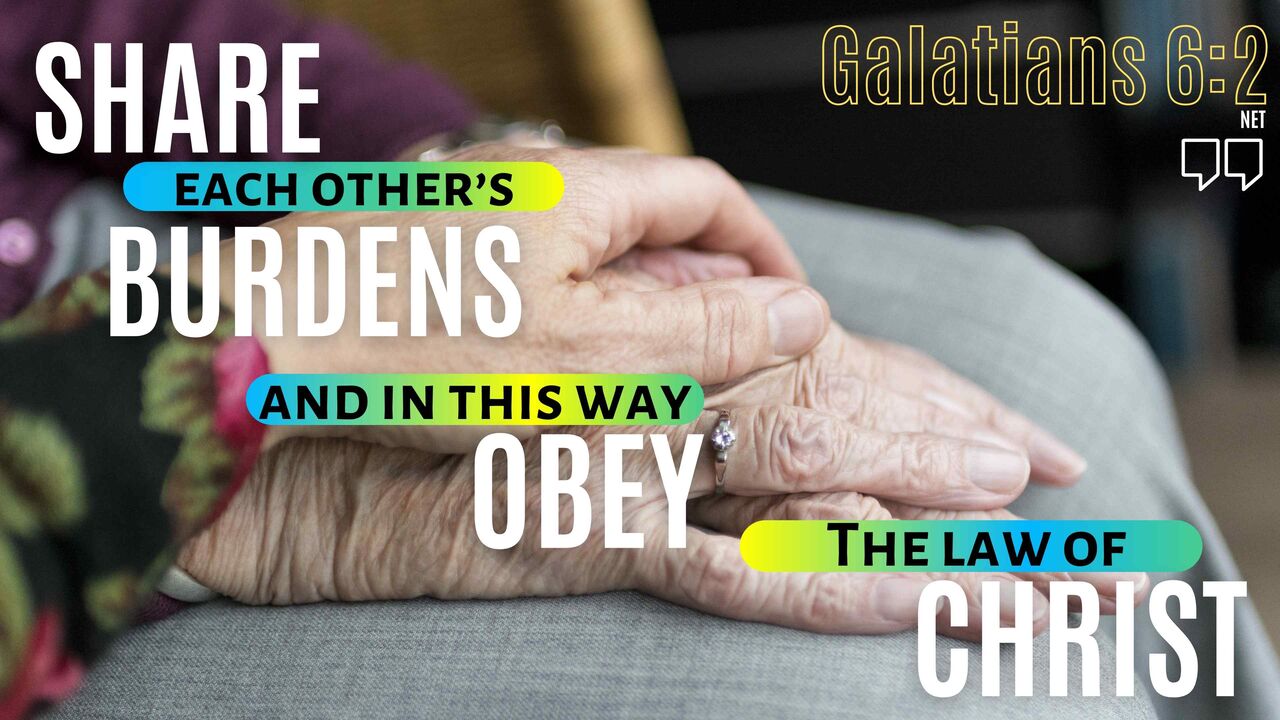 SHARE
EACH OTHER’S
BURDENS
AND IN THIS WAY
OBEY
THE LAW OF
CHRIST
Galatians 6:2
NET